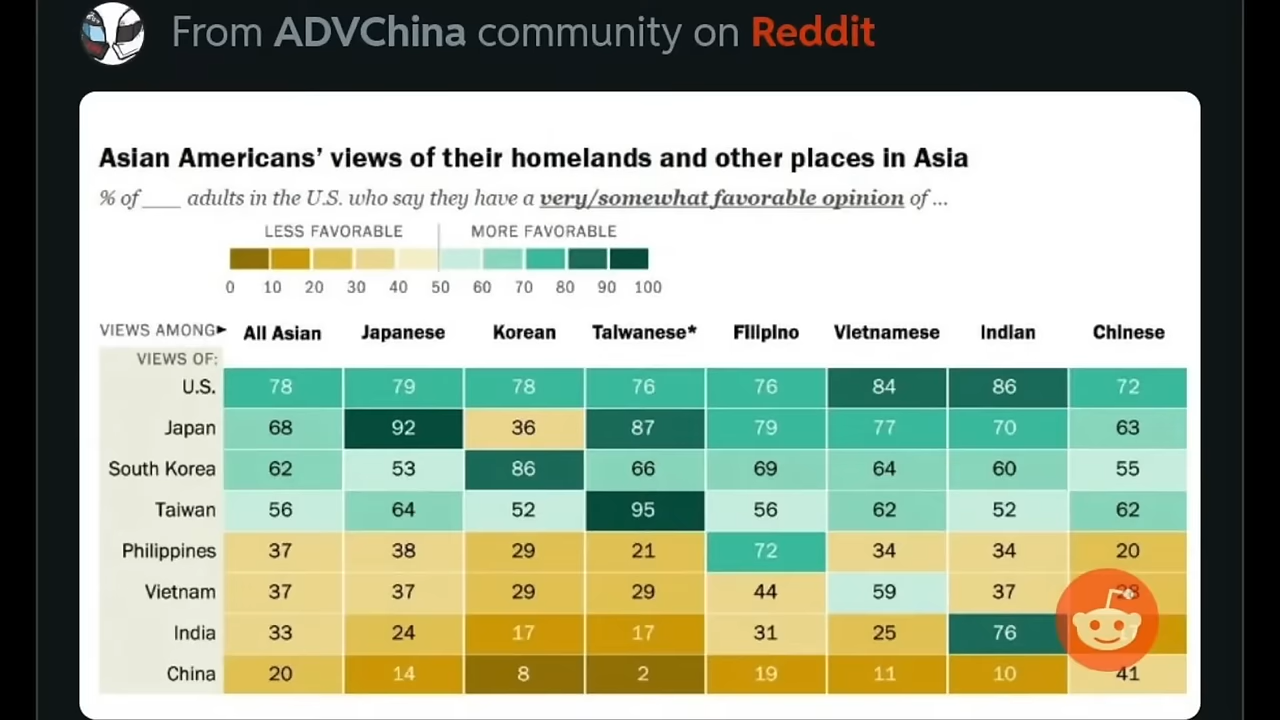 From ADVChina community on Reddit
Asian Americans' views of their homelands and other places in Asia
% of ___ adults in the U.S. who say they have a very/somewhat favorable opinion of ...
LESS FAVORABLE MORE FAVORABLE
0 10 20 30 40 50 60 70 80 90 100
VIEWS AMONG▶ All Asian Japanese Korean Taiwanese* Filipino Vietnamese Indian Chinese
VIEWS OF:
U.S. 78 79 78 76 76 84 86 72
Japan 68 92 36 87 79 77 70 63
South Korea 62 53 86 66 69 64 60 55
Taiwan 56 64 52 95 56 62 52 62
Philippines 37 38 29 21 72 34 34 20
Vietnam 37 37 29 29 44 59 37
India 33 24 17 17 31 25 76
China 20 14 8 2 19 11 10 41